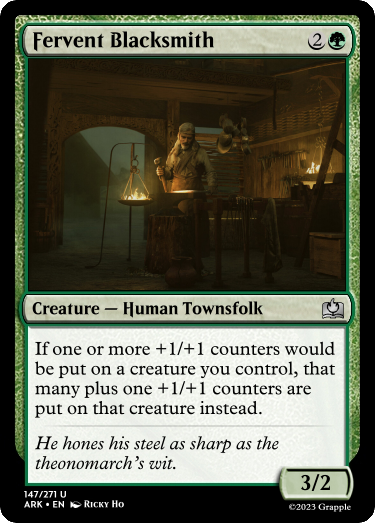 Fervent Blacksmith 2
Creature — Human Townsfolk
If one or more +1/+1 counters would
be put on a creature you control, that
many plus one +1/+1 counters are
put on that creature instead.
He hones his steel as sharp as the
theonomarch's wit.
3/2
147/271 U
ARK • EN Ricky Ho
©2023 Grapple